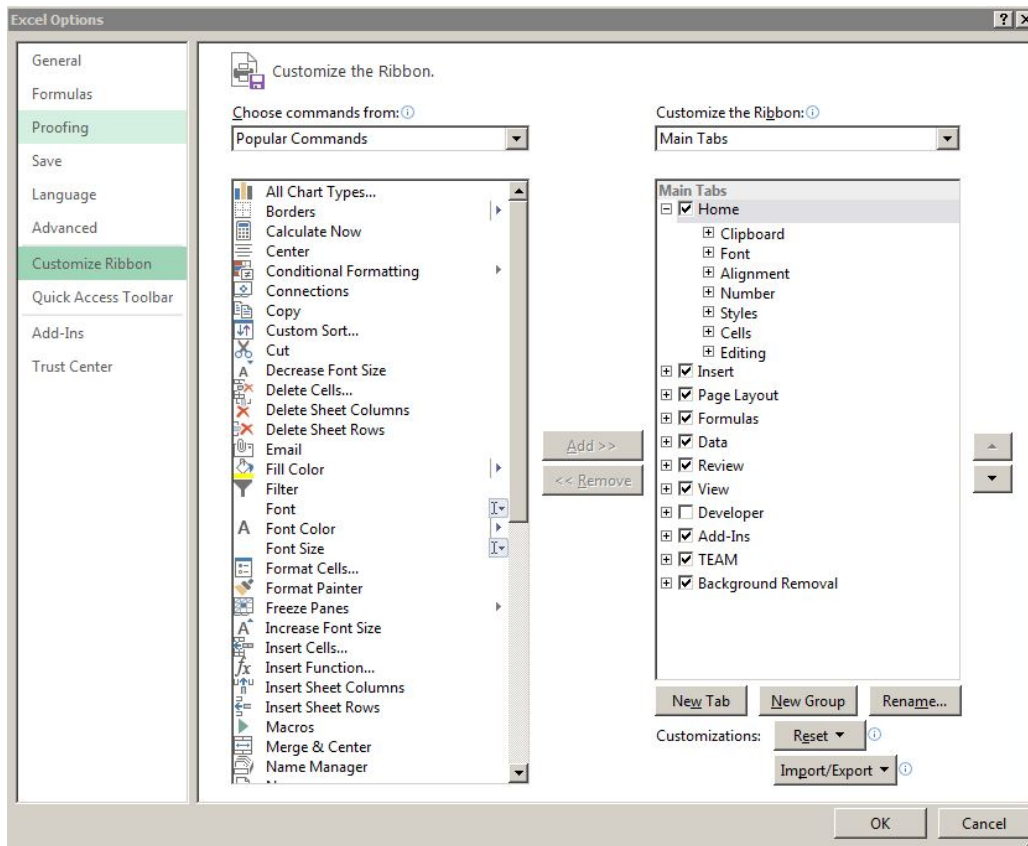 Excel Options
General
Formulas
Proofing
Save
Language
Advanced
Customize Ribbon
Quick Access Toolbar
Add-Ins
Trust Center
Customize the Ribbon.
Choose commands from:
Popular Commands
All Chart Types...
Borders
Calculate Now
Center
Conditional Formatting
Connections
Copy
Custom Sort...
Cut
Decrease Font Size
Delete Cells...
Delete Sheet Columns
Delete Sheet Rows
Email
Fill Color
Filter
Font
Font Color
Font Size
Format Cells...
Format Painter
Freeze Panes
Increase Font Size
Insert Cells...
Insert Function...
Insert Sheet Columns
Insert Sheet Rows
Macros
Merge & Center
Name Manager
Add >>
<< Remove
Customize the Ribbon:
Main Tabs
Main Tabs
Home
Clipboard
Font
Alignment
Number
Styles
Cells
Editing
Insert
Page Layout
Formulas
Data
Review
View
Developer
Add-Ins
TEAM
Background Removal
New Tab
New Group
Rename...
Customizations:
Reset
Import/Export
OK
Cancel